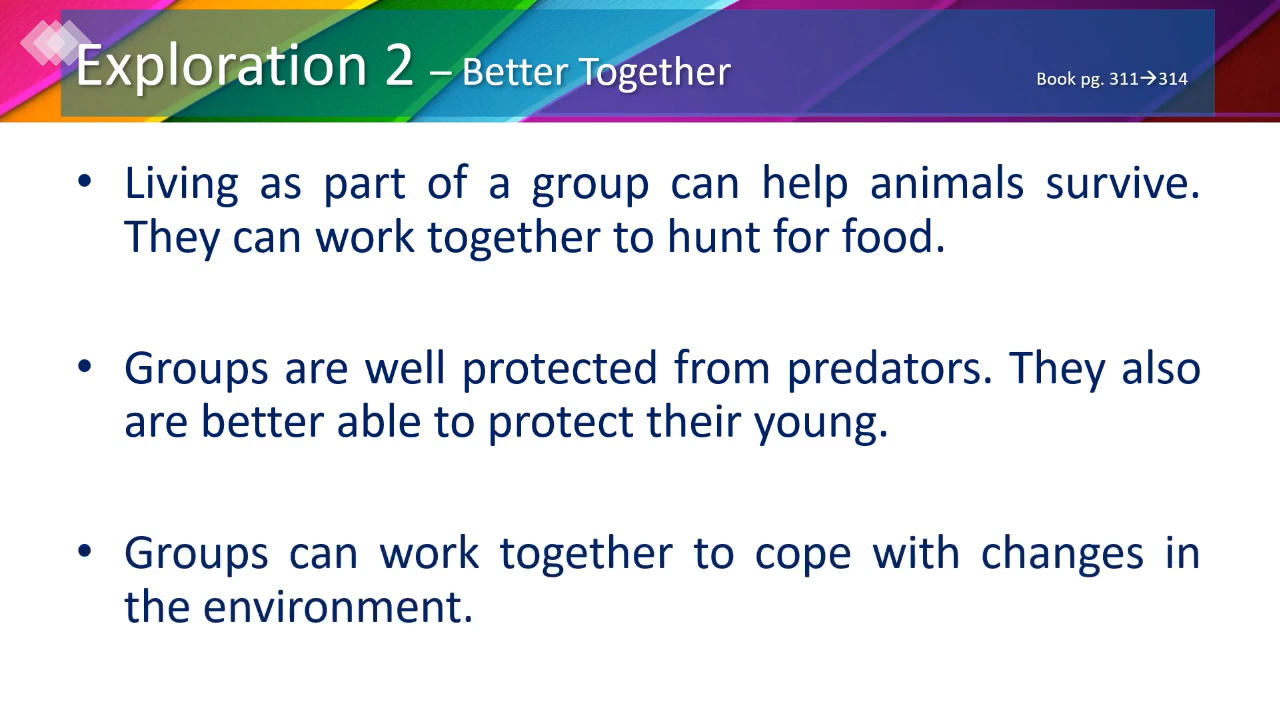 Exploration 2 – Better Together
Book pg. 311→314
• Living as part of a group can help animals survive.
They can work together to hunt for food.
• Groups are well protected from predators. They also
are better able to protect their young.
• Groups can work together to cope with changes in
the environment.